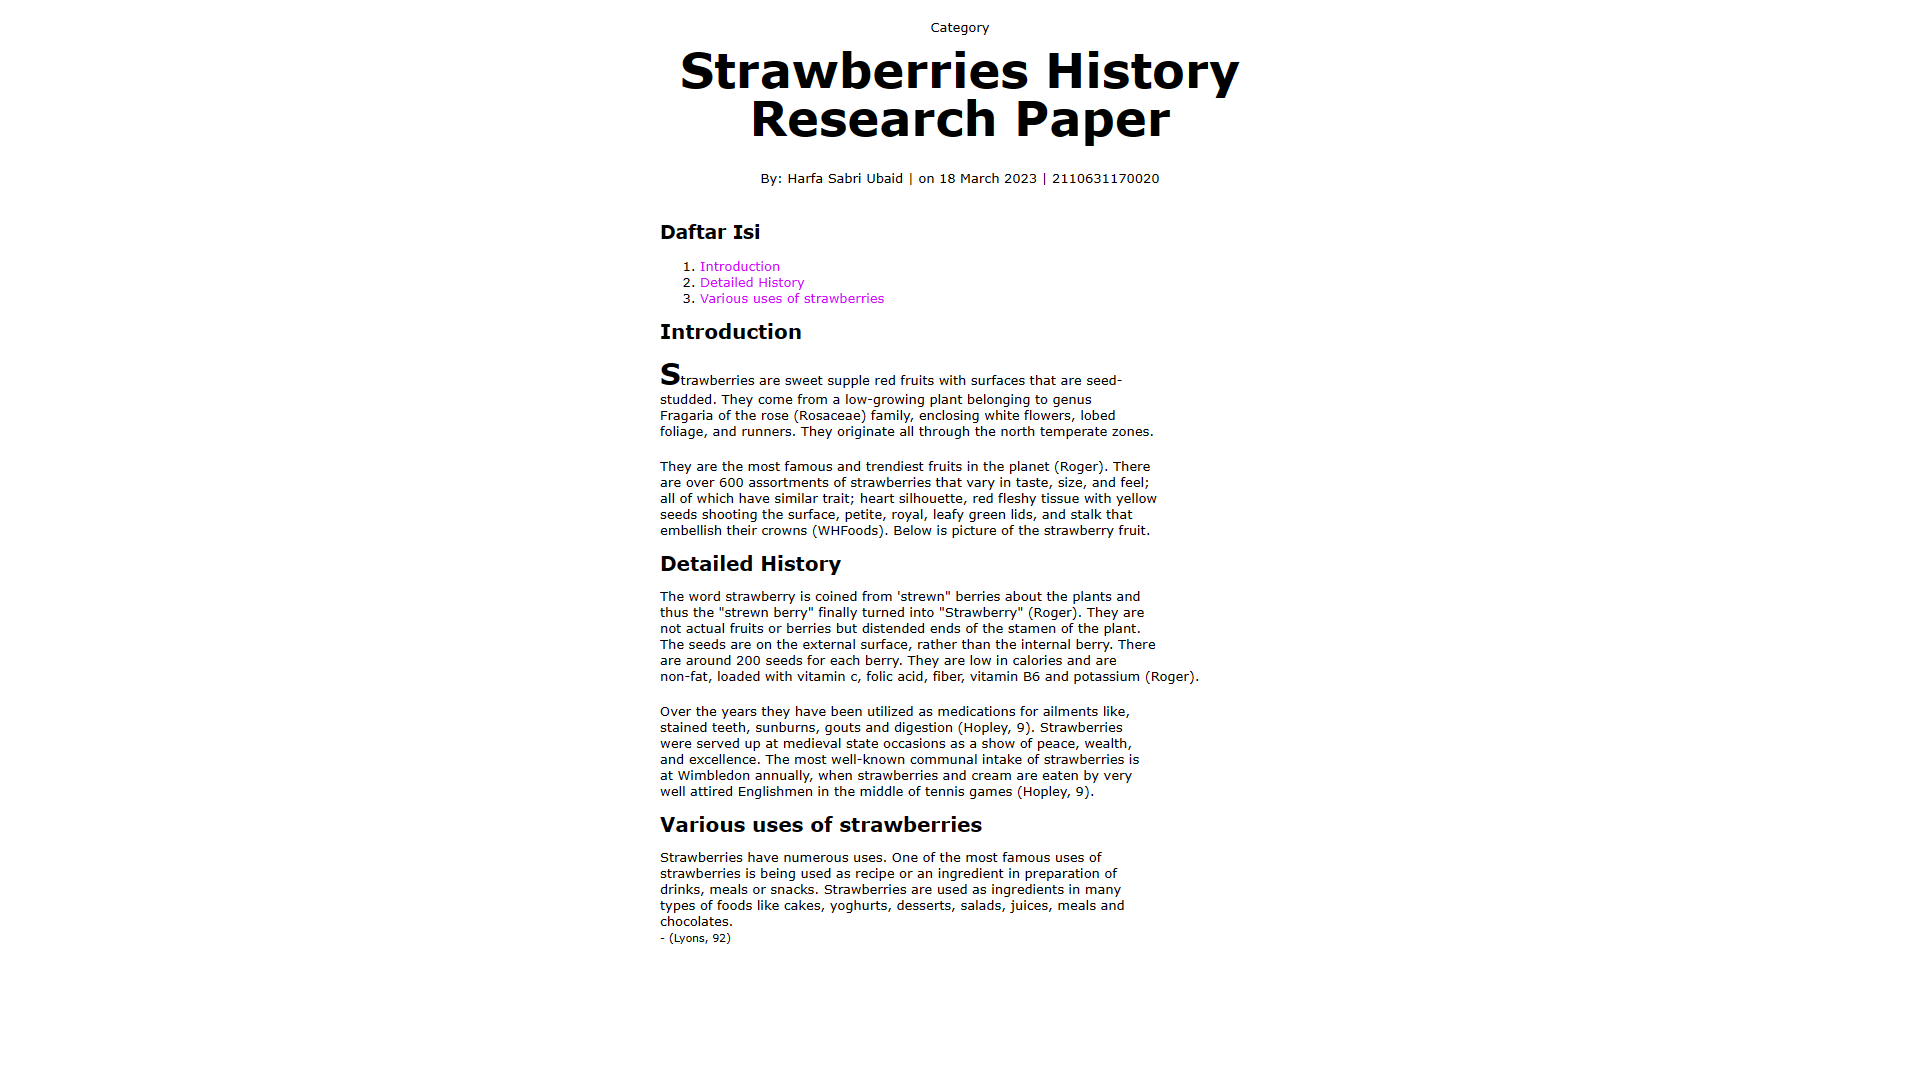 Category
Strawberries History
Research Paper
By: Harfa Sabri Ubaid | on 18 March 2023 | 2110631170020
Daftar Isi
1. Introduction
2. Detailed History
3. Various uses of strawberries
Introduction
Strawberries are sweet supple red fruits with surfaces that are seed-
studded. They come from a low-growing plant belonging to genus
Fragaria of the rose (Rosaceae) family, enclosing white flowers, lobed
foliage, and runners. They originate all through the north temperate zones.
They are the most famous and trendiest fruits in the planet (Roger). There
are over 600 assortments of strawberries that vary in taste, size, and feel;
all of which have similar trait; heart silhouette, red fleshy tissue with yellow
seeds shooting the surface, petite, royal, leafy green lids, and stalk that
embellish their crowns (WHFoods). Below is picture of the strawberry fruit.
Detailed History
The word strawberry is coined from 'strewn" berries about the plants and
thus the "strewn berry" finally turned into "Strawberry" (Roger). They are
not actual fruits or berries but distended ends of the stamen of the plant.
The seeds are on the external surface, rather than the internal berry. There
are around 200 seeds for each berry. They are low in calories and are
non-fat, loaded with vitamin c, folic acid, fiber, vitamin B6 and potassium (Roger).
Over the years they have been utilized as medications for ailments like,
stained teeth, sunburns, gouts and digestion (Hopley, 9). Strawberries
were served up at medieval state occasions as a show of peace, wealth,
and excellence. The most well-known communal intake of strawberries is
at Wimbledon annually, when strawberries and cream are eaten by very
well attired Englishmen in the middle of tennis games (Hopley, 9).
Various uses of strawberries
Strawberries have numerous uses. One of the most famous uses of
strawberries is being used as recipe or an ingredient in preparation of
drinks, meals or snacks. Strawberries are used as ingredients in many
types of foods like cakes, yoghurts, desserts, salads, juices, meals and
chocolates.
- (Lyons, 92)